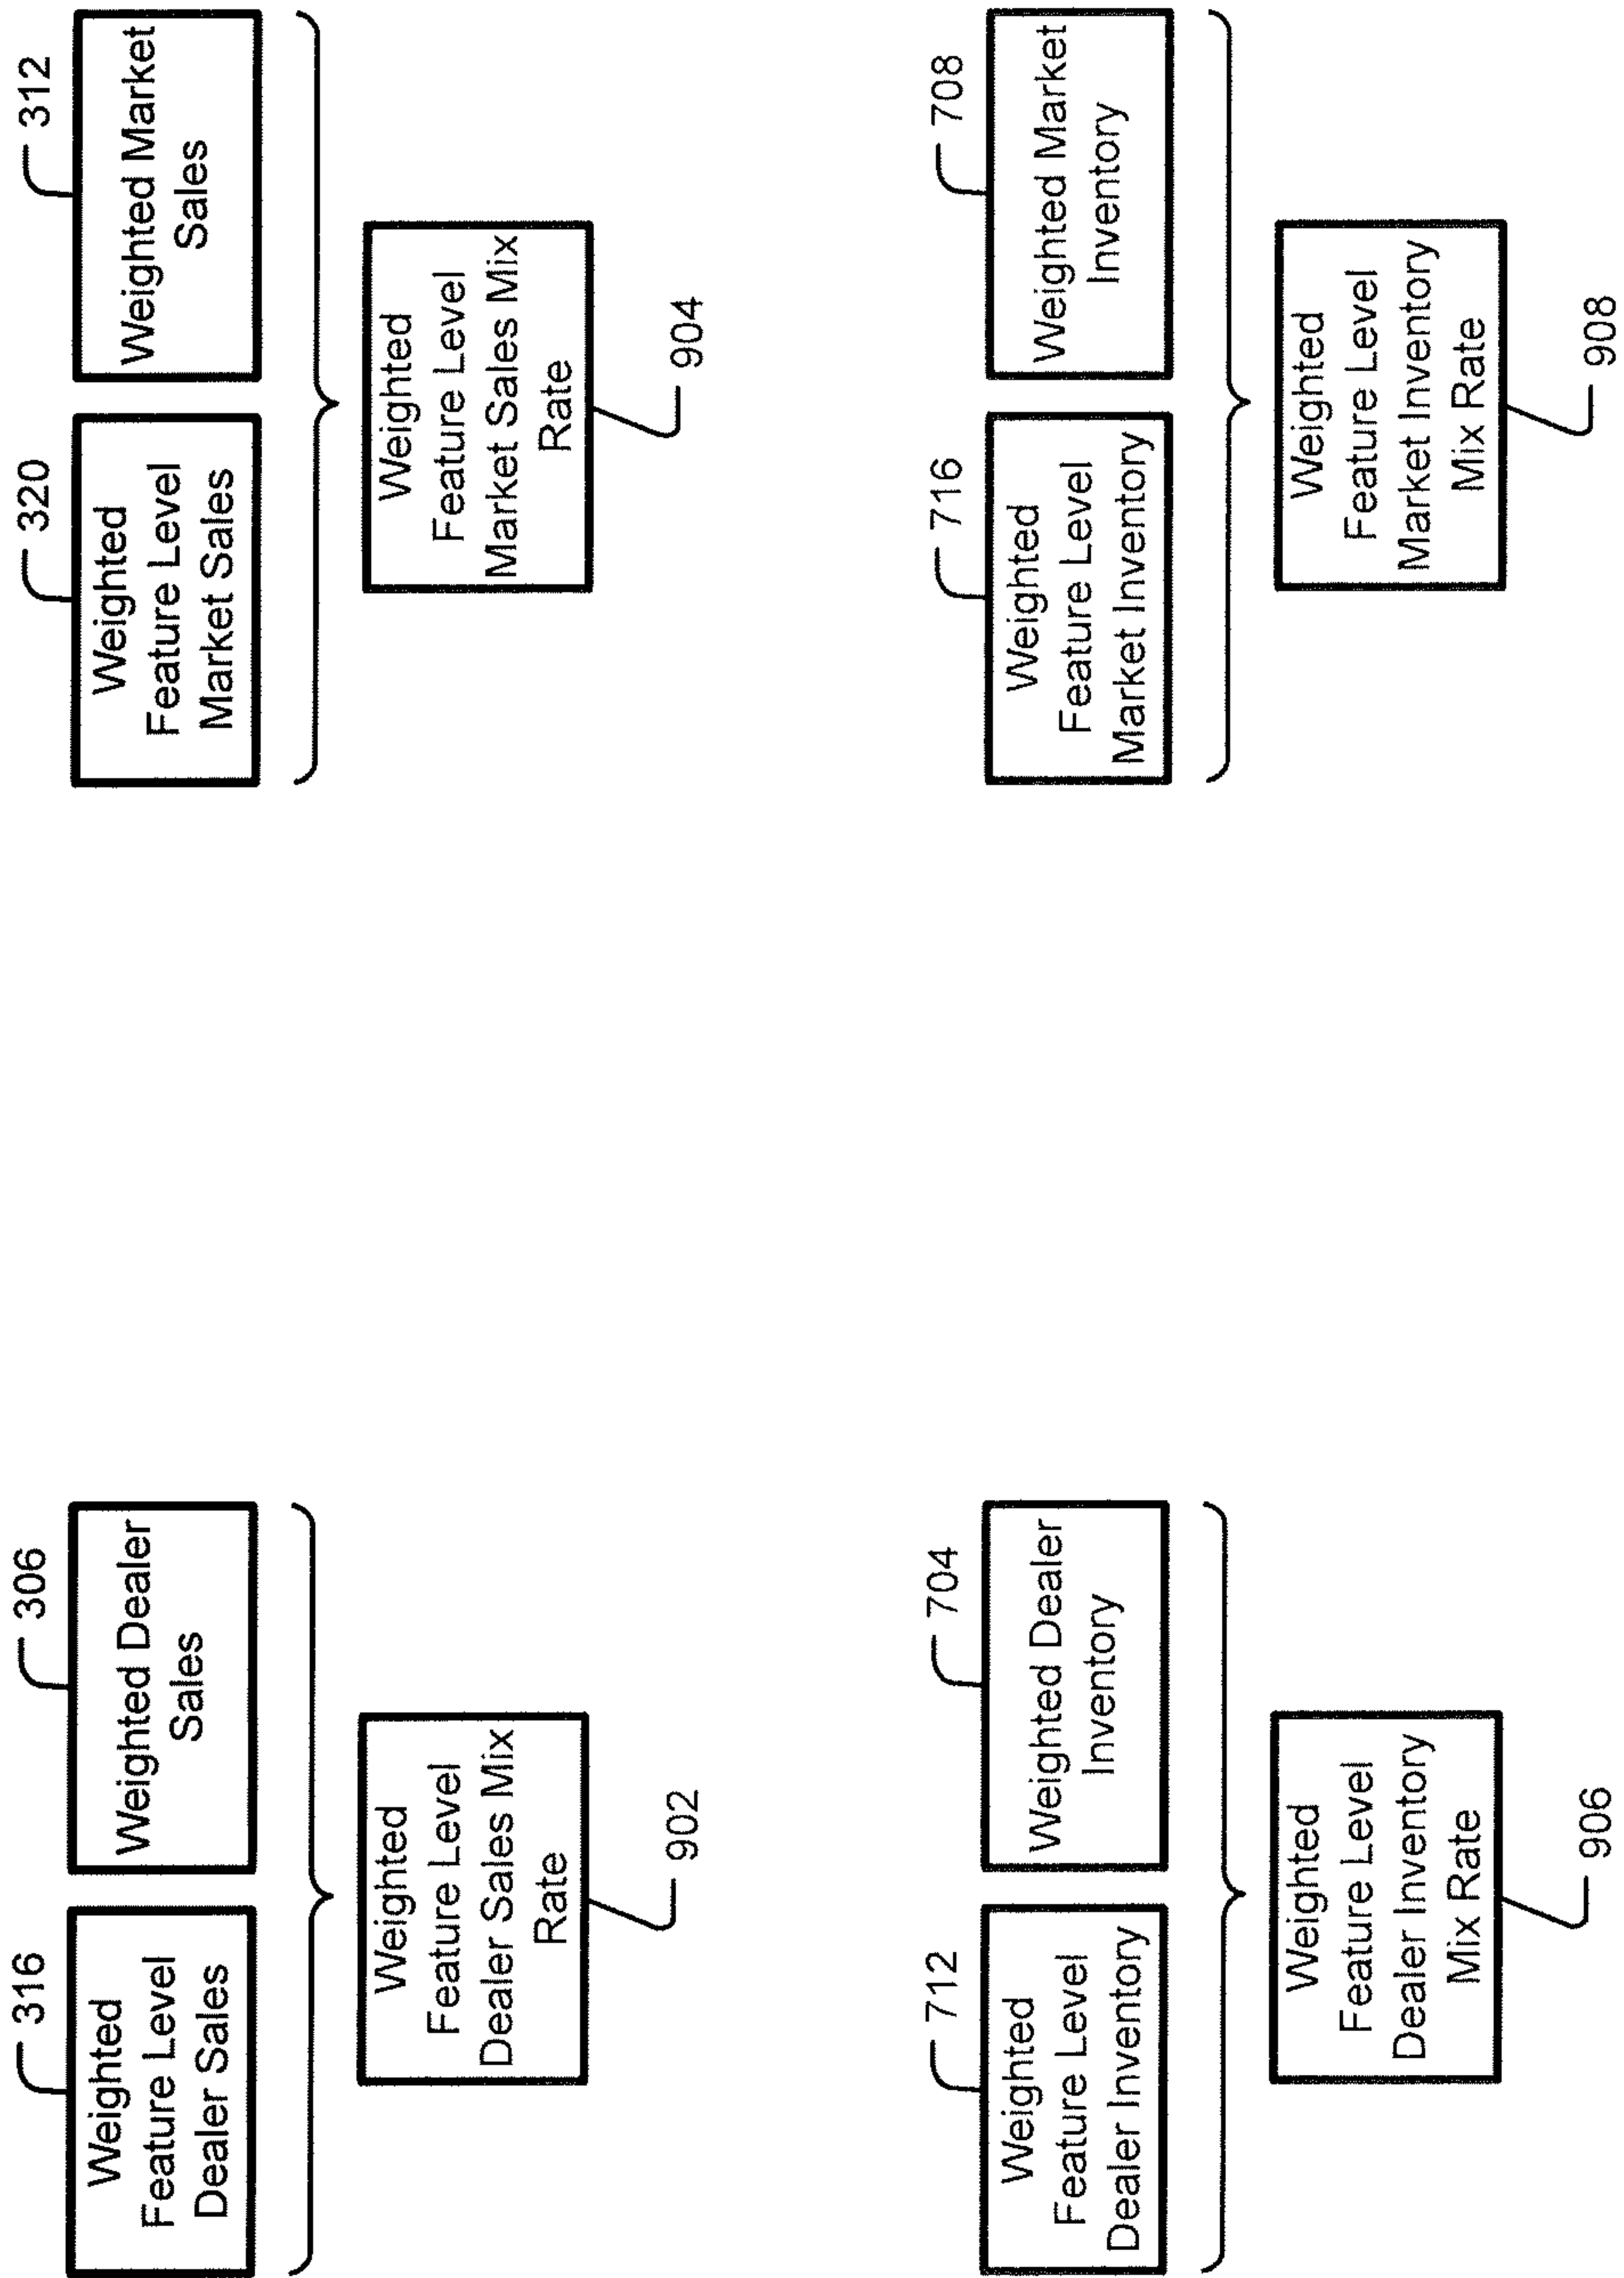 316
Weighted
Feature Level
Dealer Sales
306
Weighted Dealer
Sales
Weighted
Feature Level
Dealer Sales Mix
Rate
902
320
Weighted
Feature Level
Market Sales
312
Weighted Market
Sales
Weighted
Feature Level
Market Sales Mix
Rate
904
712
Weighted
Feature Level
Dealer Inventory
704
Weighted Dealer
Inventory
Weighted
Feature Level
Dealer Inventory
Mix Rate
906
716
Weighted
Feature Level
Market Inventory
708
Weighted Market
Inventory
Weighted
Feature Level
Market Inventory
Mix Rate
908